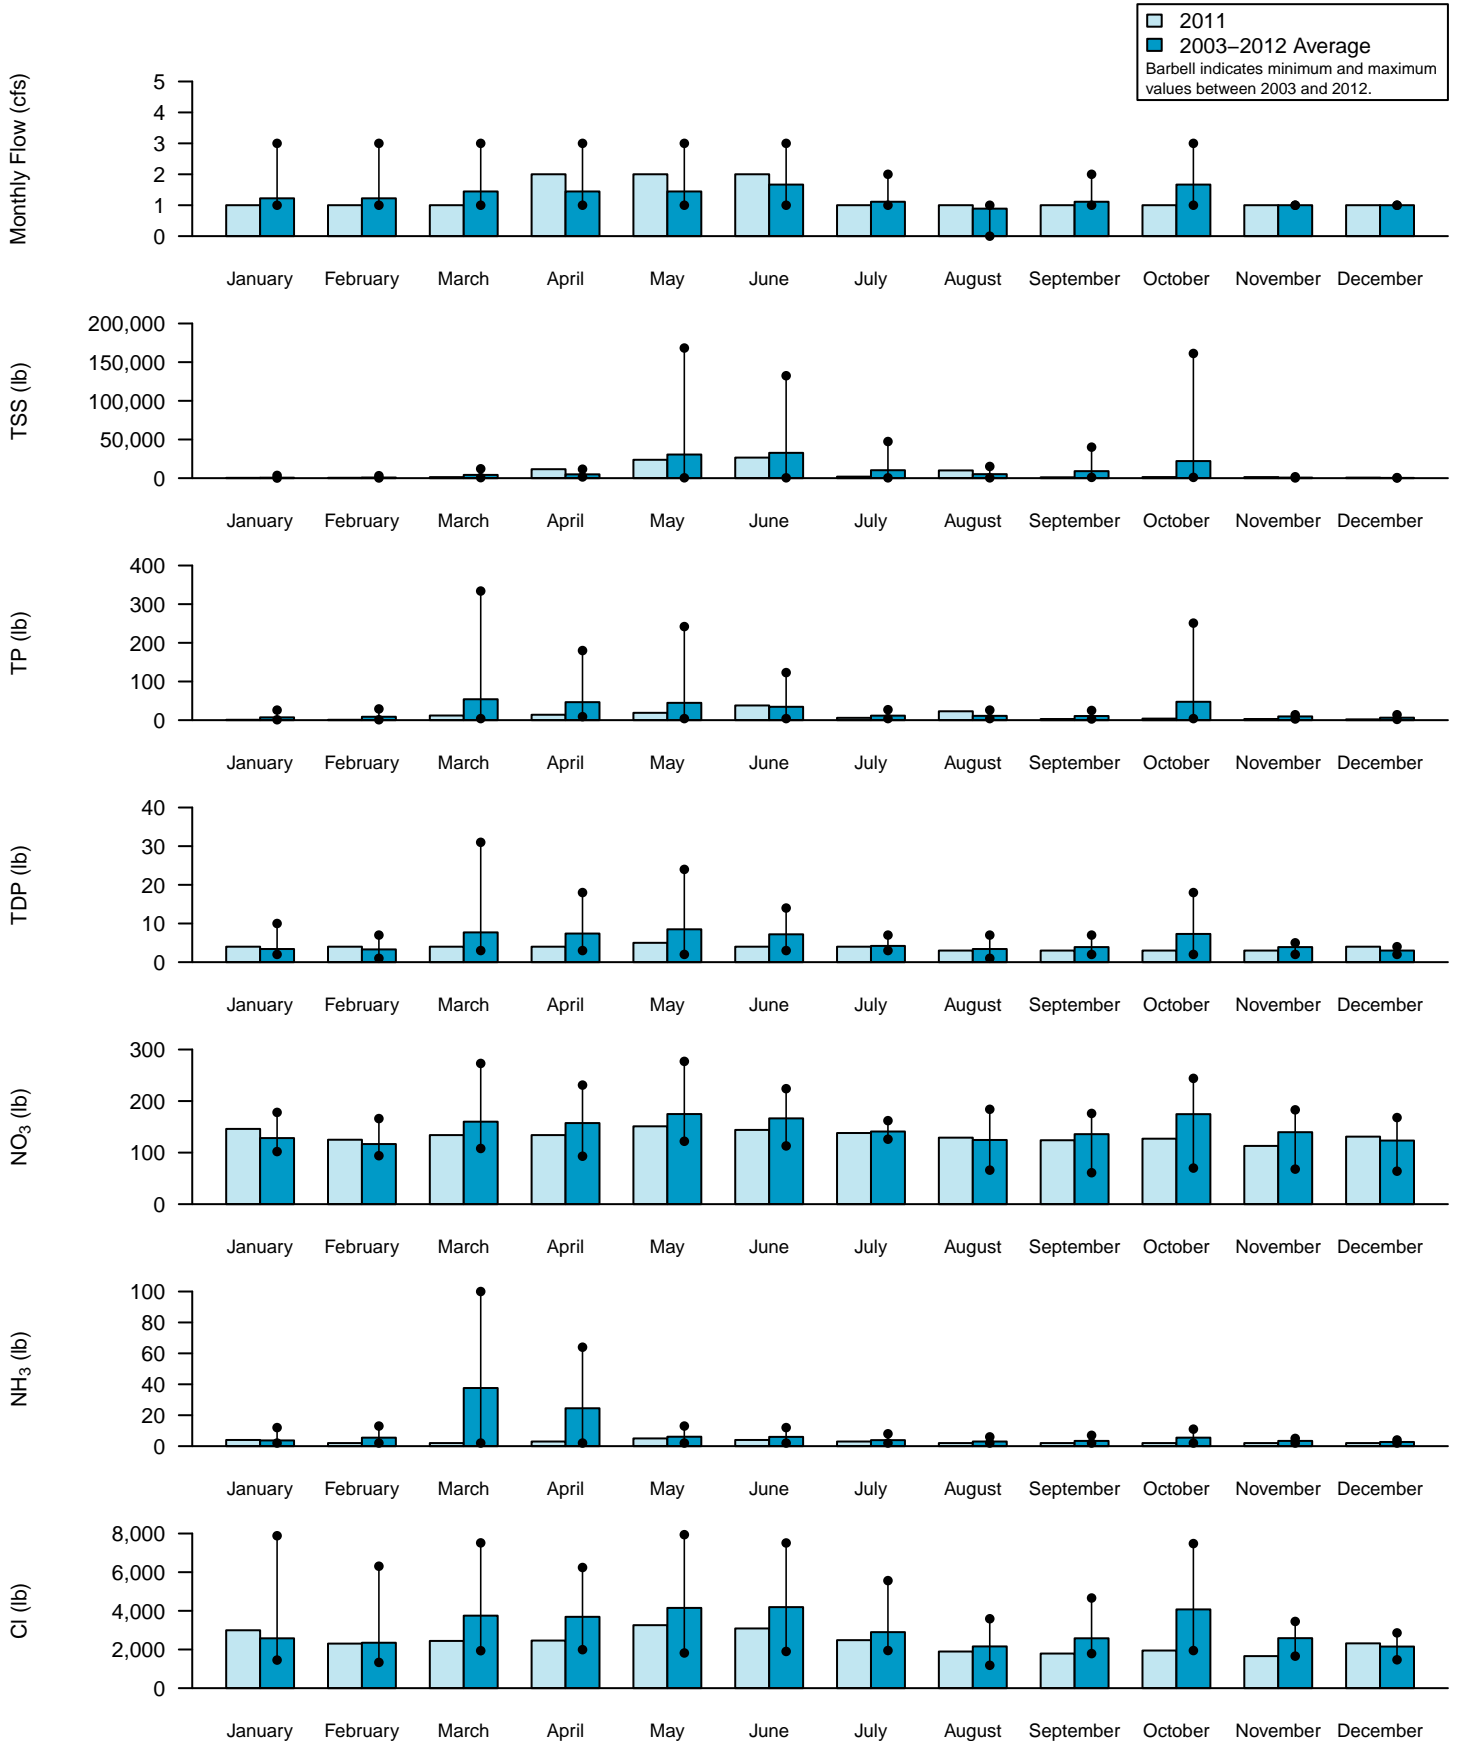 2011
2003–2012 Average
Barbell indicates minimum and maximum
values between 2003 and 2012.
Monthly Flow (cfs)
5
4
3
2
1
0
January February March April May June July August September October November December
TSS (lb)
200,000
150,000
100,000
50,000
0
January February March April May June July August September October November December
TP (lb)
400
300
200
100
0
January February March April May June July August September October November December
TDP (lb)
40
30
20
10
0
January February March April May June July August September October November December
NO3 (lb)
300
200
100
0
January February March April May June July August September October November December
NH3 (lb)
100
80
60
40
20
0
January February March April May June July August September October November December
Cl (lb)
8,000
6,000
4,000
2,000
0
January February March April May June July August September October November December